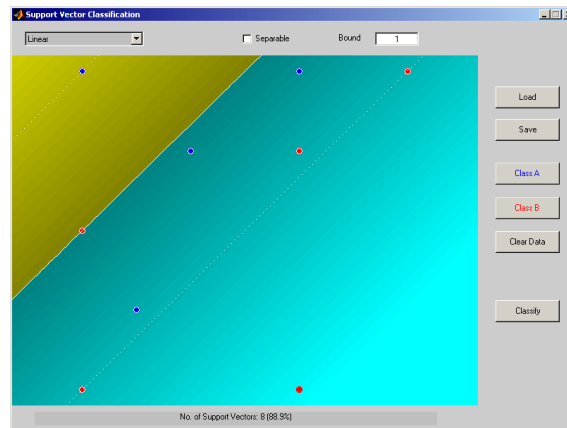 Support Vector Classification
Linear
Separable
Bound
1
Load
Save
Class A
Class B
Clear Data
Classify
No. of Support Vectors: 8 (88.9%)